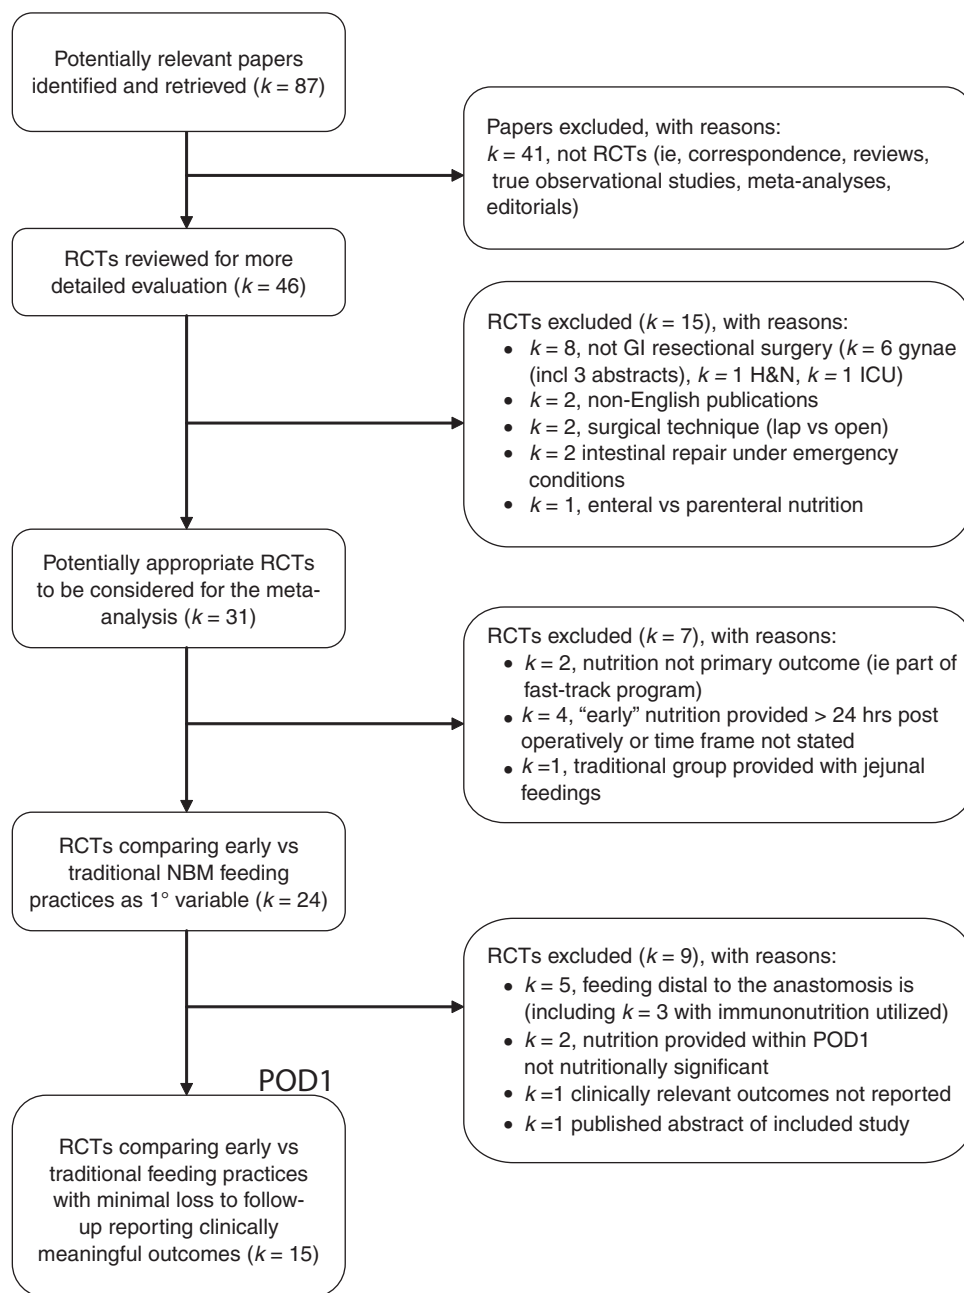 Potentially relevant papers
identified and retrieved (k = 87)
Papers excluded, with reasons:
k = 41, not RCTs (ie, correspondence, reviews,
true observational studies, meta-analyses,
editorials)
RCTs reviewed for more
detailed evaluation (k = 46)
RCTs excluded (k = 15), with reasons:
• k = 8, not GI resectional surgery (k = 6 gynae
(incl 3 abstracts), k = 1 H&N, k = 1 ICU)
• k = 2, non-English publications
• k = 2, surgical technique (lap vs open)
• k = 2 intestinal repair under emergency
conditions
• k = 1, enteral vs parenteral nutrition
Potentially appropriate RCTs
to be considered for the meta-
analysis (k = 31)
RCTs excluded (k = 7), with reasons:
• k = 2, nutrition not primary outcome (ie part of
fast-track program)
• k = 4, “early” nutrition provided > 24 hrs post
operatively or time frame not stated
• k =1, traditional group provided with jejunal
feedings
RCTs comparing early vs
traditional NBM feeding
practices as 1° variable (k = 24)
RCTs excluded (k = 9), with reasons:
• k = 5, feeding distal to the anastomosis is
(including k = 3 with immunonutrition utilized)
• k = 2, nutrition provided within POD1
not nutritionally significant
• k =1 clinically relevant outcomes not reported
• k =1 published abstract of included study
POD1
RCTs comparing early vs
traditional feeding practices
with minimal loss to follow-
up reporting clinically
meaningful outcomes (k = 15)